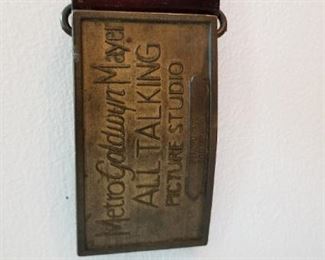 Metro Goldwyn Mayer
ALL TALKING
PICTURE STUDIO